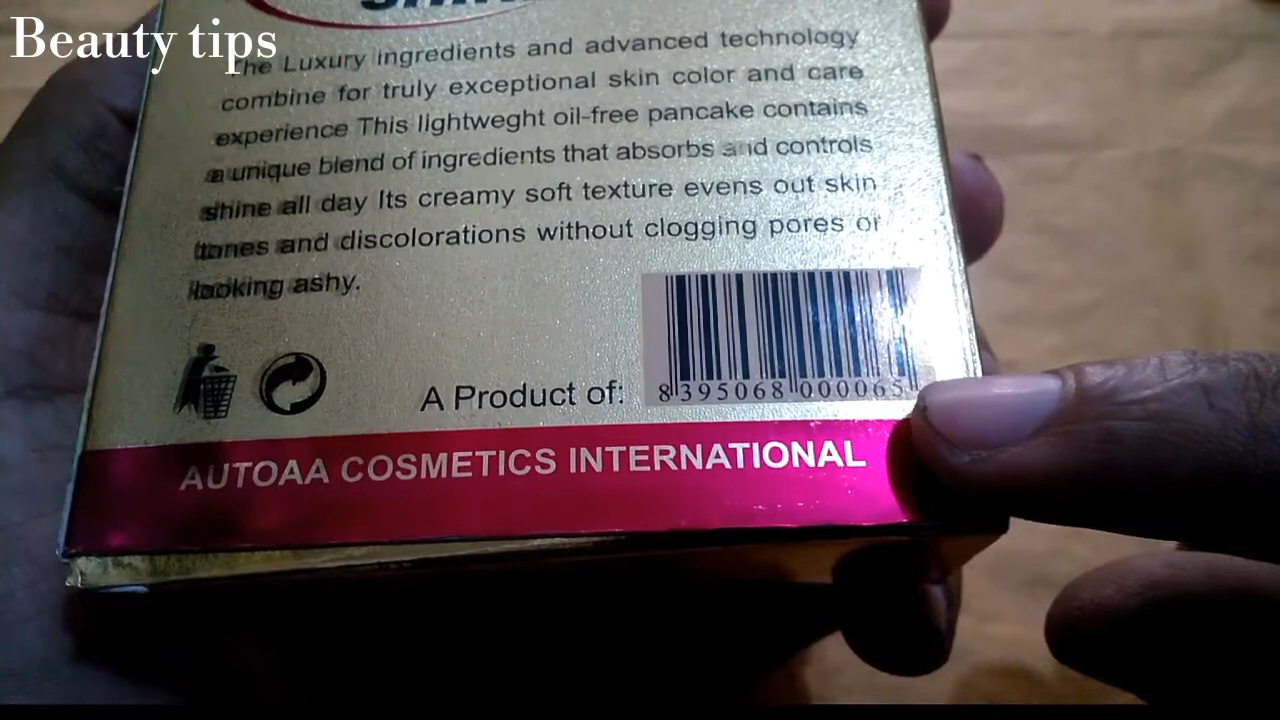 Beauty tips
The Luxury ingredients and advanced technology
combine for truly exceptional skin color and care
experience This lightweght oil-free pancake contains
a unique blend of ingredients that absorbs and controls
shine all day Its creamy soft texture evens out skin
tones and discolorations without clogging pores or
looking ashy.
A Product of:
8 395068 000065
AUTOAA COSMETICS INTERNATIONAL